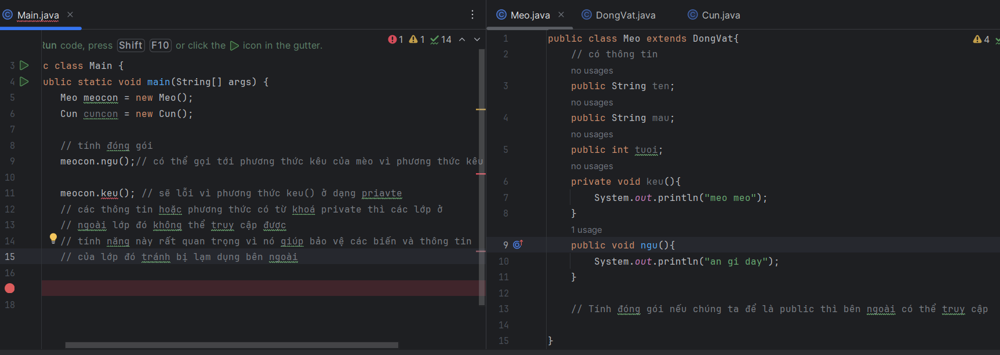 Main.java
Run code, press Shift F10 or click the icon in the gutter.
1 1 14
3 c class Main {
4 ublic static void main(String[] args) {
5 Meo meocon = new Meo();
6 Cun cuncon = new Cun();
7
8 // tính đóng gói
9 meocon.ngu();// có thể gọi tới phương thức kêu của mèo vì phương thức kêu
10
11 meocon.keu(); // sẽ lỗi vì phương thức keu() ở dạng priavte
12 // các thông tin hoặc phương thức có từ khoá private thì các lớp ở
13 // ngoài lớp đó không thể truy cập được
14 // tính năng này rất quan trọng vì nó giúp bảo vệ các biến và thông tin
15 // của lớp đó tránh bị lạm dụng bên ngoài
16
18
Meo.java DongVat.java Cun.java
4
1 public class Meo extends DongVat{
2 // có thông tin
no usages
3 public String ten;
no usages
4 public String mau;
no usages
5 public int tuoi;
no usages
6 private void keu(){
7 System.out.println("meo meo");
8 }
1 usage
9 public void ngu(){
10 System.out.println("an gi day");
11 }
12
13 // Tính đóng gói nếu chúng ta để là public thì bên ngoài có thể truy cập
14
15 }